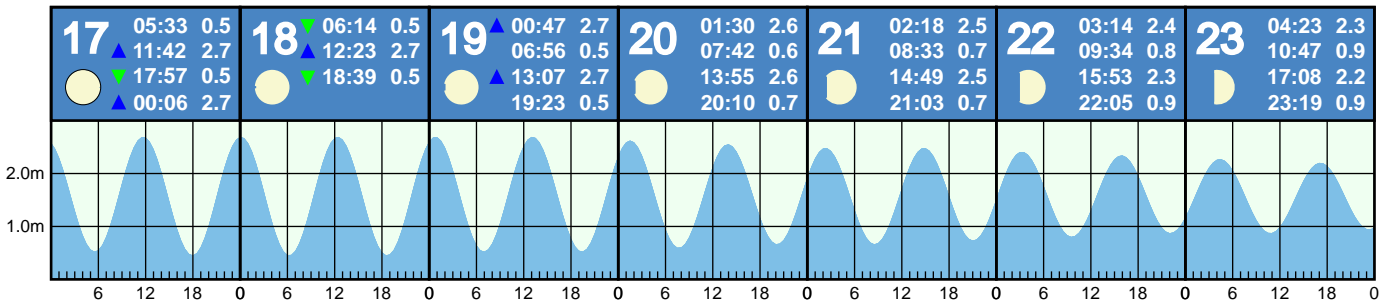 17 05:33 0.5
▲ 11:42 2.7
▼ 17:57 0.5
▲ 00:06 2.7
18 ▼ 06:14 0.5
▲ 12:23 2.7
▼ 18:39 0.5
19 ▲ 00:47 2.7
06:56 0.5
▲ 13:07 2.7
19:23 0.5
20 01:30 2.6
07:42 0.6
13:55 2.6
20:10 0.7
21 02:18 2.5
08:33 0.7
14:49 2.5
21:03 0.7
22 03:14 2.4
09:34 0.8
15:53 2.3
22:05 0.9
23 04:23 2.3
10:47 0.9
17:08 2.2
23:19 0.9
2.0m
1.0m
6 12 18 0 6 12 18 0 6 12 18 0 6 12 18 0 6 12 18 0 6 12 18 0 6 12 18 0